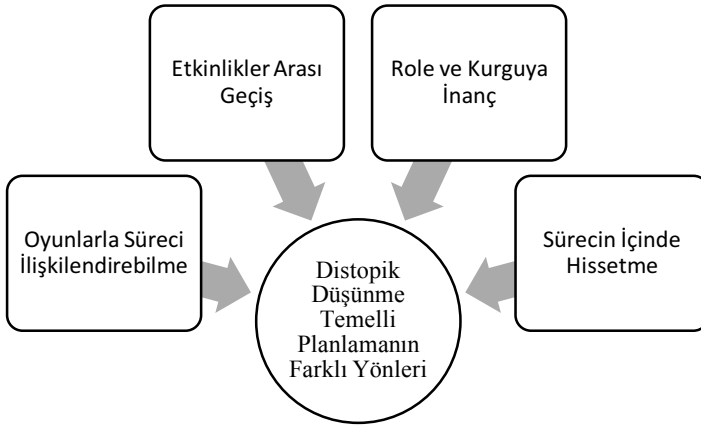 Etkinlikler Arası
Geçiş
Role ve Kurguya
İnanç
Oyunlarla Süreci
İlişkilendirebilme
Sürecin İçinde
Hissetme
Distopik
Düşünme
Temelli
Planlamanın
Farklı Yönleri